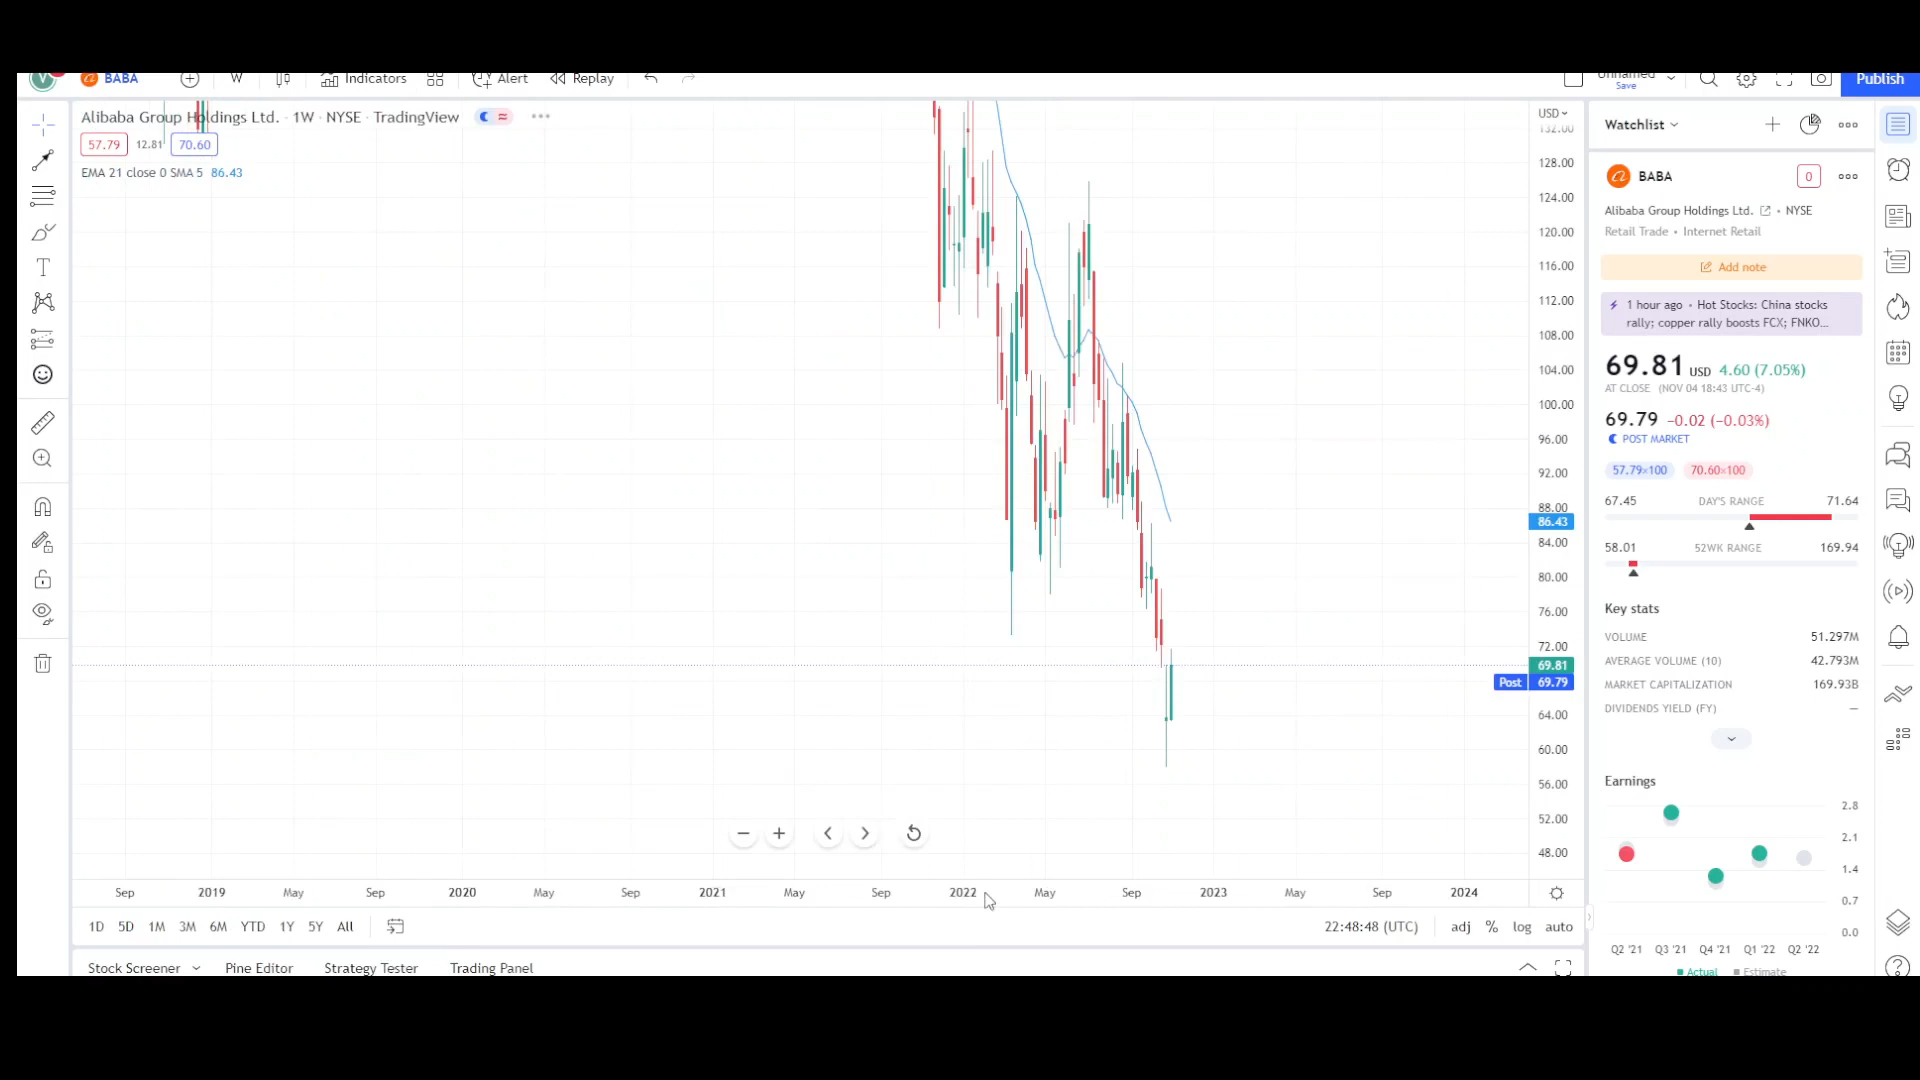 V BABA W Indicators Alert Replay Unnamed Save Publish
Alibaba Group Holdings Ltd. · 1W · NYSE · TradingView
57.79 12.81 70.60
EMA 21 close 0 SMA 5 86.43
USD
132.00
128.00
124.00
120.00
116.00
112.00
108.00
104.00
100.00
96.00
92.00
88.00
86.43
84.00
80.00
76.00
72.00
69.81
Post 69.79
64.00
60.00
56.00
52.00
48.00
Sep 2019 May Sep 2020 May Sep 2021 May Sep 2022 May Sep 2023 May Sep 2024
1D 5D 1M 3M 6M YTD 1Y 5Y All 22:48:48 (UTC) adj % log auto
Stock Screener Pine Editor Strategy Tester Trading Panel
Watchlist
BABA 0
Alibaba Group Holdings Ltd. • NYSE
Retail Trade • Internet Retail
Add note
1 hour ago • Hot Stocks: China stocks
rally; copper rally boosts FCX; FNKO...
69.81 USD 4.60 (7.05%)
AT CLOSE (NOV 04 18:43 UTC-4)
69.79 −0.02 (−0.03%)
POST MARKET
57.79×100 70.60×100
67.45 DAY'S RANGE 71.64
58.01 52WK RANGE 169.94
Key stats
VOLUME 51.297M
AVERAGE VOLUME (10) 42.793M
MARKET CAPITALIZATION 169.93B
DIVIDENDS YIELD (FY) —
Earnings
2.8
2.1
1.4
0.7
0.0
Q2 '21 Q3 '21 Q4 '21 Q1 '22 Q2 '22
Actual Estimate